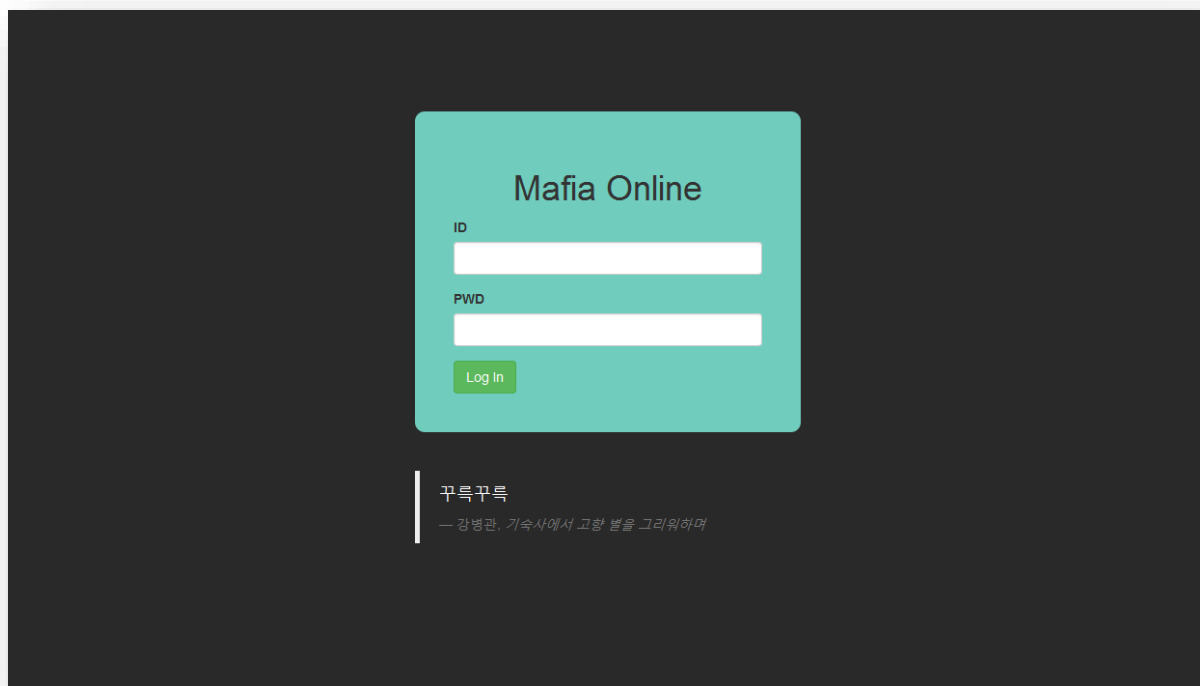 Mafia Online
ID
PWD
Log In
꾸륵꾸륵
— 강병관, 기숙사에서 고향 별을 그리워하며